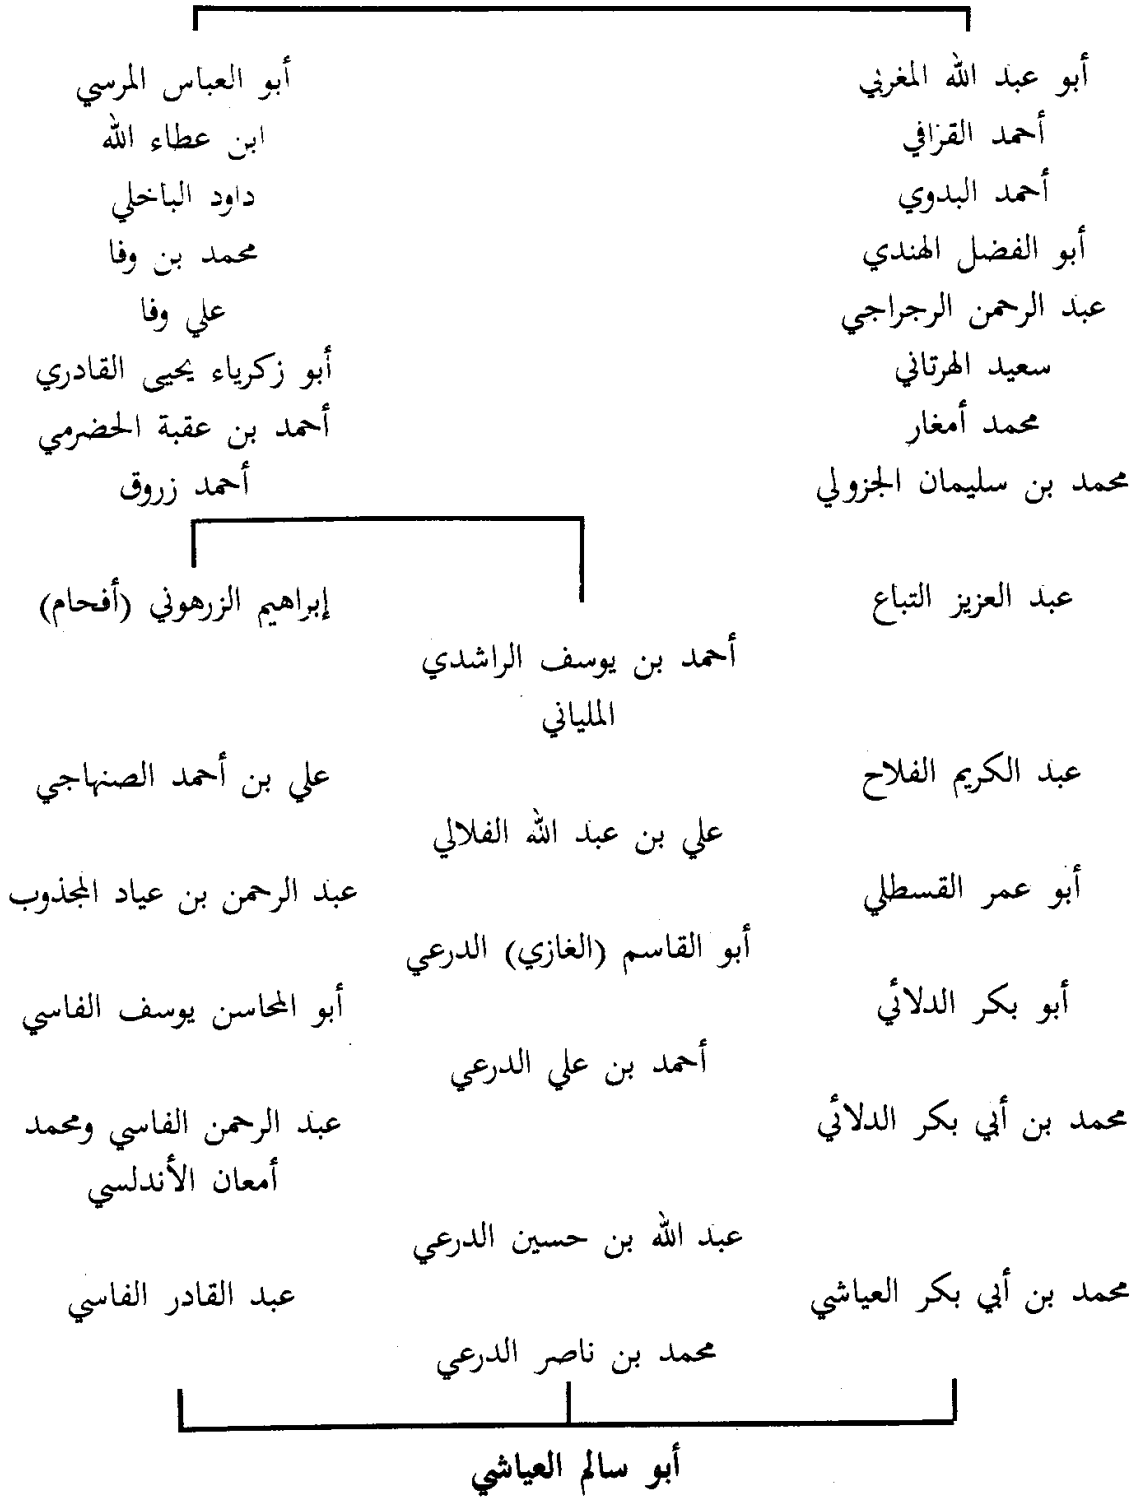 أبو عبد الله المغربي
أبو العباس المرسي
أحمد القزافي
ابن عطاء الله
أحمد البدوي
داود الباخلي
أبو الفضل الهندي
محمد بن وفا
عبد الرحمن الرجراجي
علي وفا
سعيد الهرتاني
أبو زكرياء يحيى القادري
محمد أمغار
أحمد بن عقبة الحضرمي
محمد بن سليمان الجزولي
أحمد زروق
عبد العزيز التباع
إبراهيم الزرهوني (أفحام)
أحمد بن يوسف الراشدي
الملياني
عبد الكريم الفلاح
علي بن أحمد الصنهاجي
علي بن عبد الله الفلالي
أبو عمر القسطلي
عبد الرحمن بن عياد المجذوب
أبو القاسم (الغازي) الدرعي
أبو بكر الدلائي
أبو المحاسن يوسف الفاسي
أحمد بن علي الدرعي
محمد بن أبي بكر الدلائي
عبد الرحمن الفاسي ومحمد
أمعان الأندلسي
عبد الله بن حسين الدرعي
محمد بن أبي بكر العياشي
عبد القادر الفاسي
محمد بن ناصر الدرعي
أبو سالم العياشي